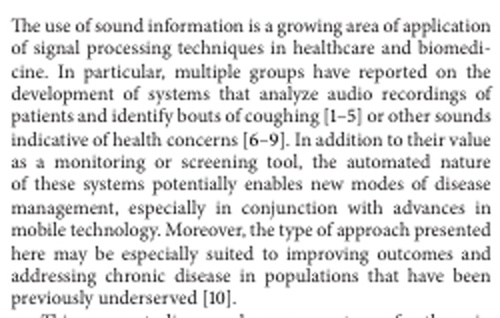 The use of sound information is a growing area of application
of signal processing techniques in healthcare and biomedi-
cine. In particular, multiple groups have reported on the
development of systems that analyze audio recordings of
patients and identify bouts of coughing [1–5] or other sounds
indicative of health concerns [6–9]. In addition to their value
as a monitoring or screening tool, the automated nature
of these systems potentially enables new modes of disease
management, especially in conjunction with advances in
mobile technology. Moreover, the type of approach presented
here may be especially suited to improving outcomes and
addressing chronic disease in populations that have been
previously underserved [10].